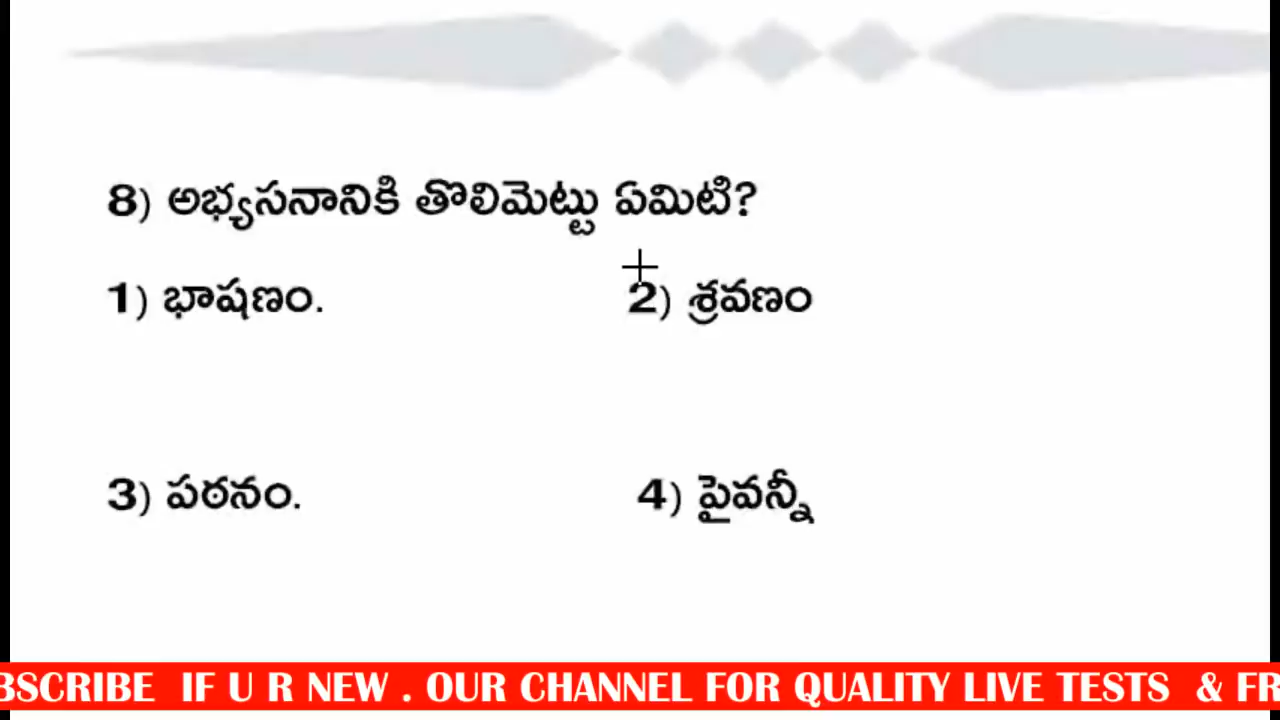 8) అభ్యసనానికి తొలిమెట్టు ఏమిటి?
1) భాషణం. 2) శ్రవణం
3) పఠనం. 4) పైవన్నీ
BSCRIBE IF U R NEW . OUR CHANNEL FOR QUALITY LIVE TESTS & FR